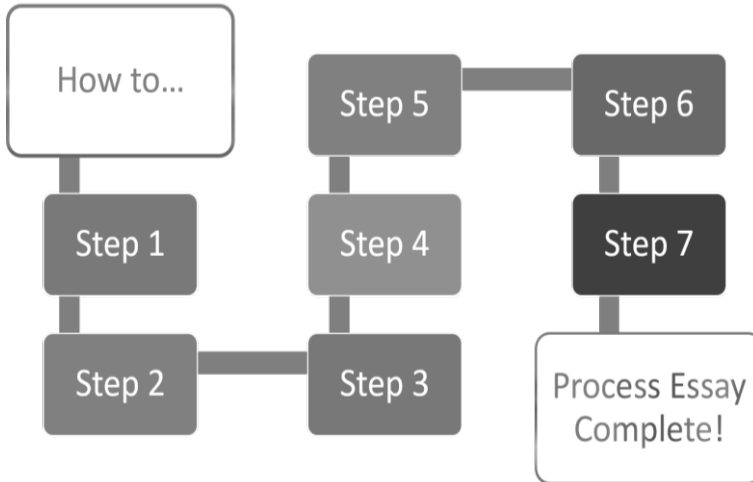 How to...
Step 1
Step 2
Step 3
Step 4
Step 5
Step 6
Step 7
Process Essay
Complete!